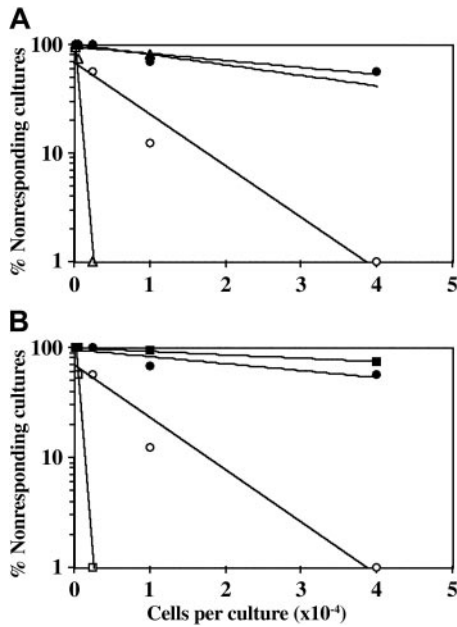 A
% Nonresponding cultures
100
10
1
0 1 2 3 4 5
B
% Nonresponding cultures
100
10
1
0 1 2 3 4 5
Cells per culture (x10-4)